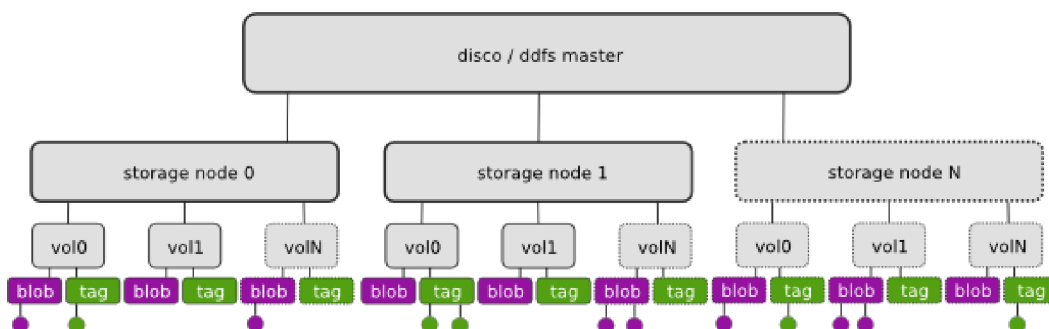 disco / ddfs master
storage node 0 storage node 1 storage node N
vol0 vol1 volN vol0 vol1 volN vol0 vol1 volN
blob tag blob tag blob tag blob tag blob tag blob tag blob tag blob tag blob tag